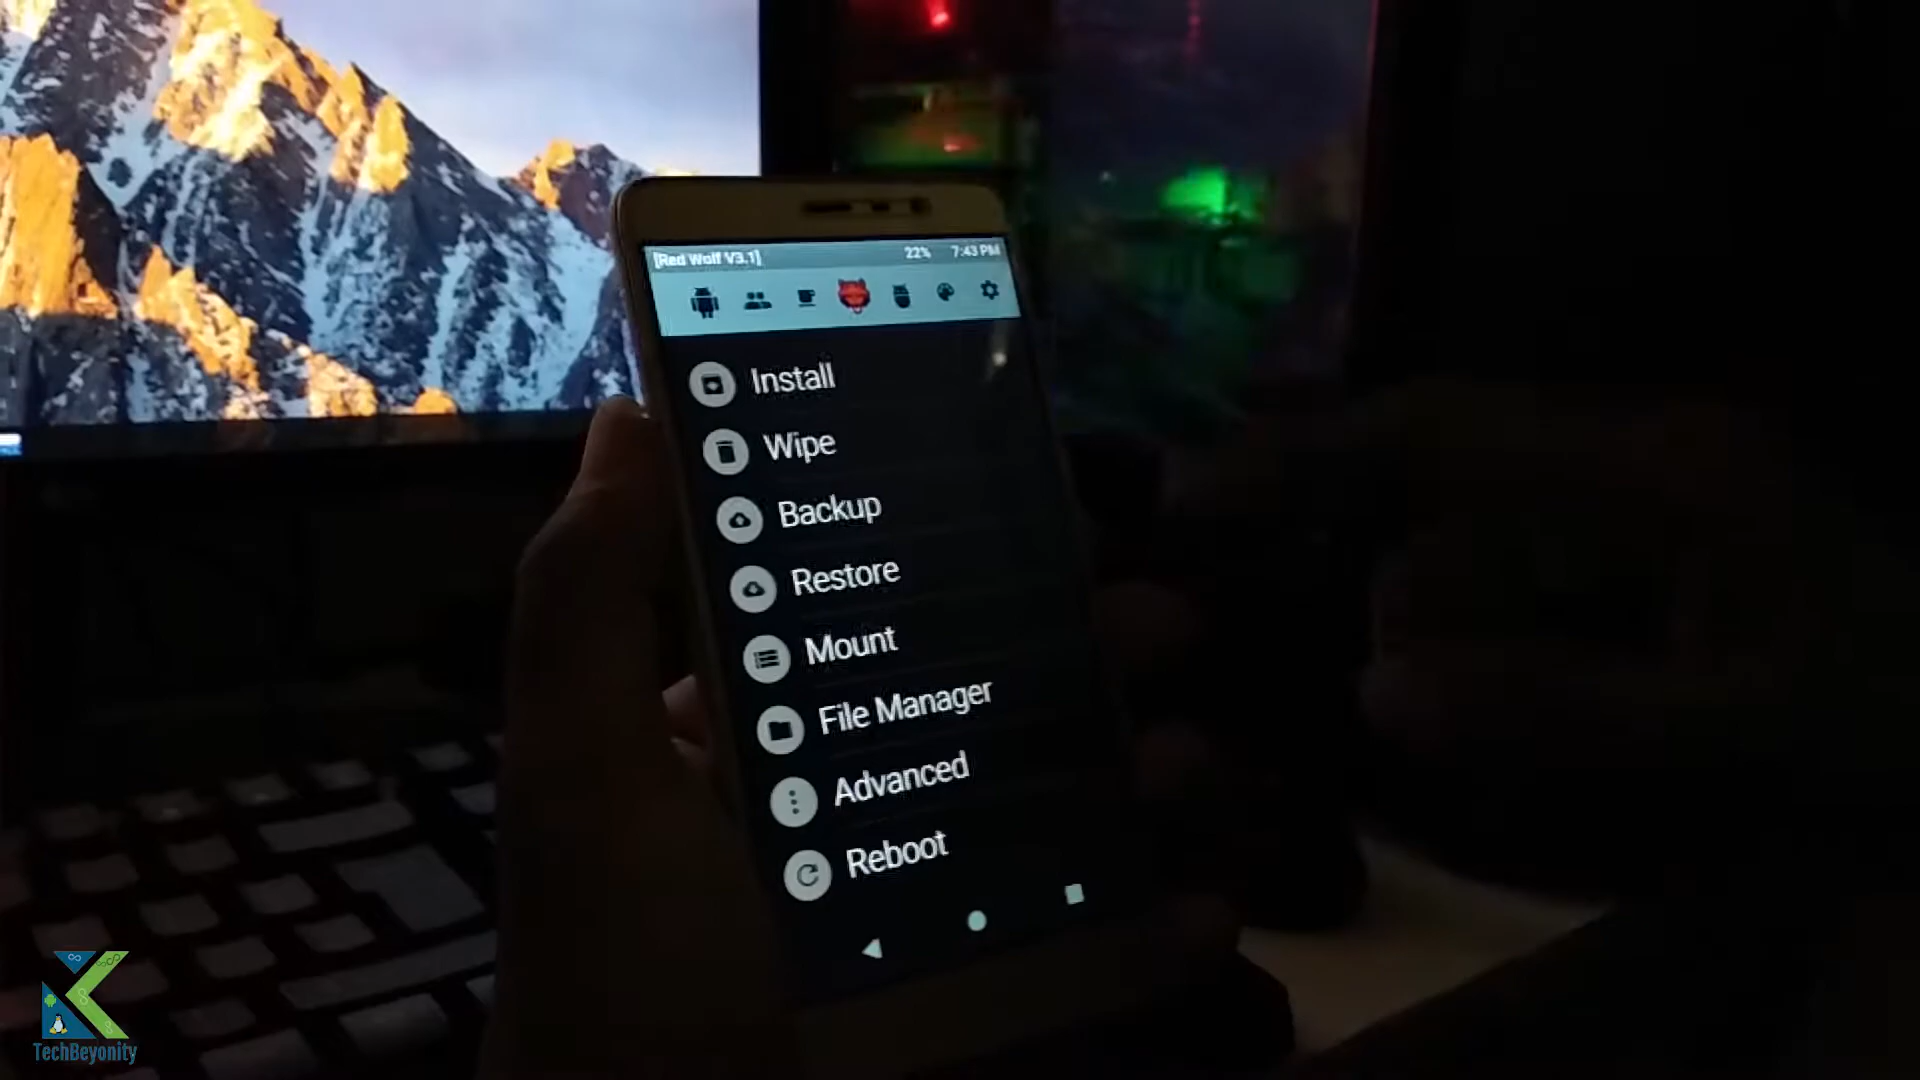 [Red Wolf V3.1] 22% 7:43 PM
Install
Wipe
Backup
Restore
Mount
File Manager
Advanced
Reboot
TechBeyonity